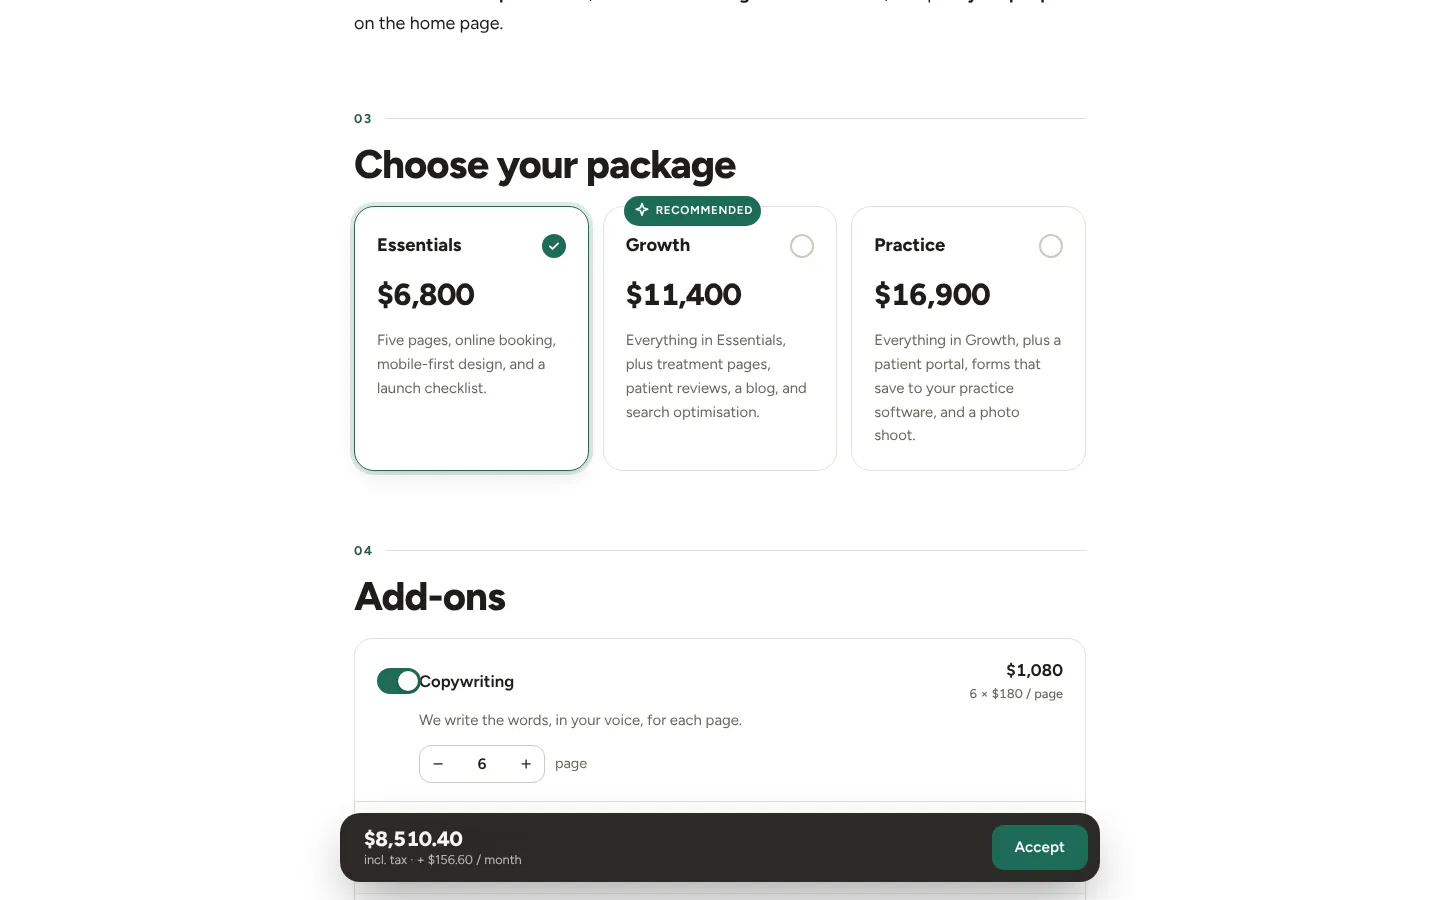 on the home page.
03
Choose your package
RECOMMENDED
Essentials
$6,800
Five pages, online booking,
mobile-first design, and a
launch checklist.
Growth
$11,400
Everything in Essentials,
plus treatment pages,
patient reviews, a blog, and
search optimisation.
Practice
$16,900
Everything in Growth, plus a
patient portal, forms that
save to your practice
software, and a photo
shoot.
04
Add-ons
Copywriting
$1,080
6 × $180 / page
We write the words, in your voice, for each page.
− 6 + page
$8,510.40
incl. tax · + $156.60 / month
Accept